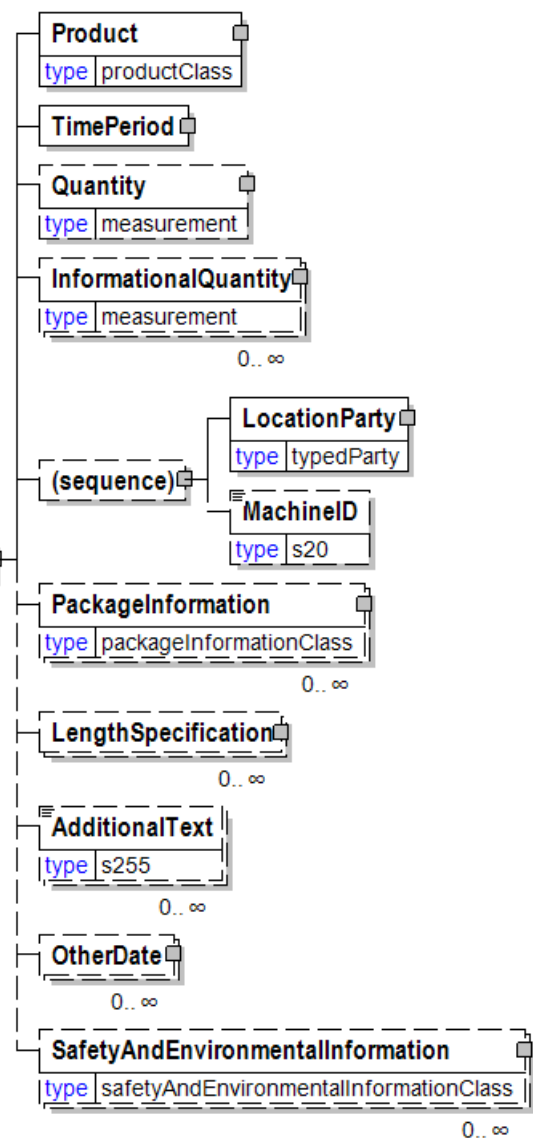 Product
type productClass
TimePeriod
Quantity
type measurement
InformationalQuantity
type measurement
0.. ∞
LocationParty
type typedParty
(sequence)
MachineID
type s20
PackageInformation
type packageInformationClass
0.. ∞
LengthSpecification
0.. ∞
AdditionalText
type s255
0.. ∞
OtherDate
0.. ∞
SafetyAndEnvironmentalInformation
type safetyAndEnvironmentalInformationClass
0.. ∞